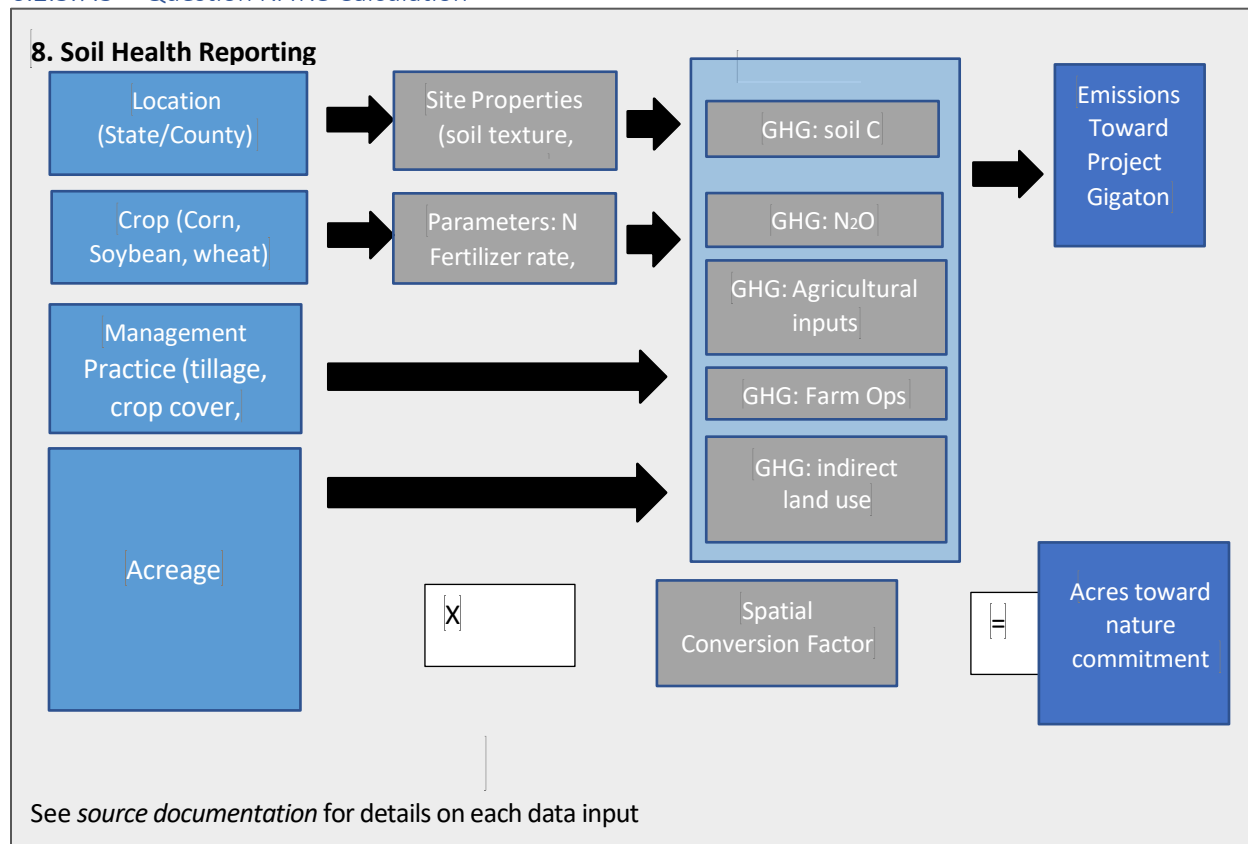 8. Soil Health Reporting
Location
(State/County)
Site Properties
(soil texture,
GHG: soil C
Emissions
Toward
Project
Gigaton
Crop (Corn,
Soybean, wheat)
Parameters: N
Fertilizer rate,
GHG: N2O
GHG: Agricultural
inputs
Management
Practice (tillage,
crop cover,
GHG: Farm Ops
GHG: indirect
land use
Acreage
X
Spatial
Conversion Factor
=
Acres toward
nature
commitment
See source documentation for details on each data input